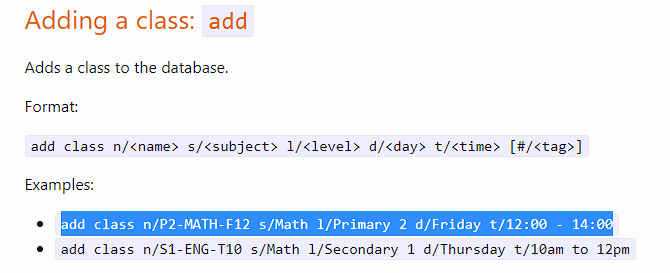 Adding a class: add
Adds a class to the database.
Format:
add class n/<name> s/<subject> l/<level> d/<day> t/<time> [#/<tag>]
Examples:
add class n/P2-MATH-F12 s/Math l/Primary 2 d/Friday t/12:00 - 14:00
add class n/S1-ENG-T10 s/Math l/Secondary 1 d/Thursday t/10am to 12pm